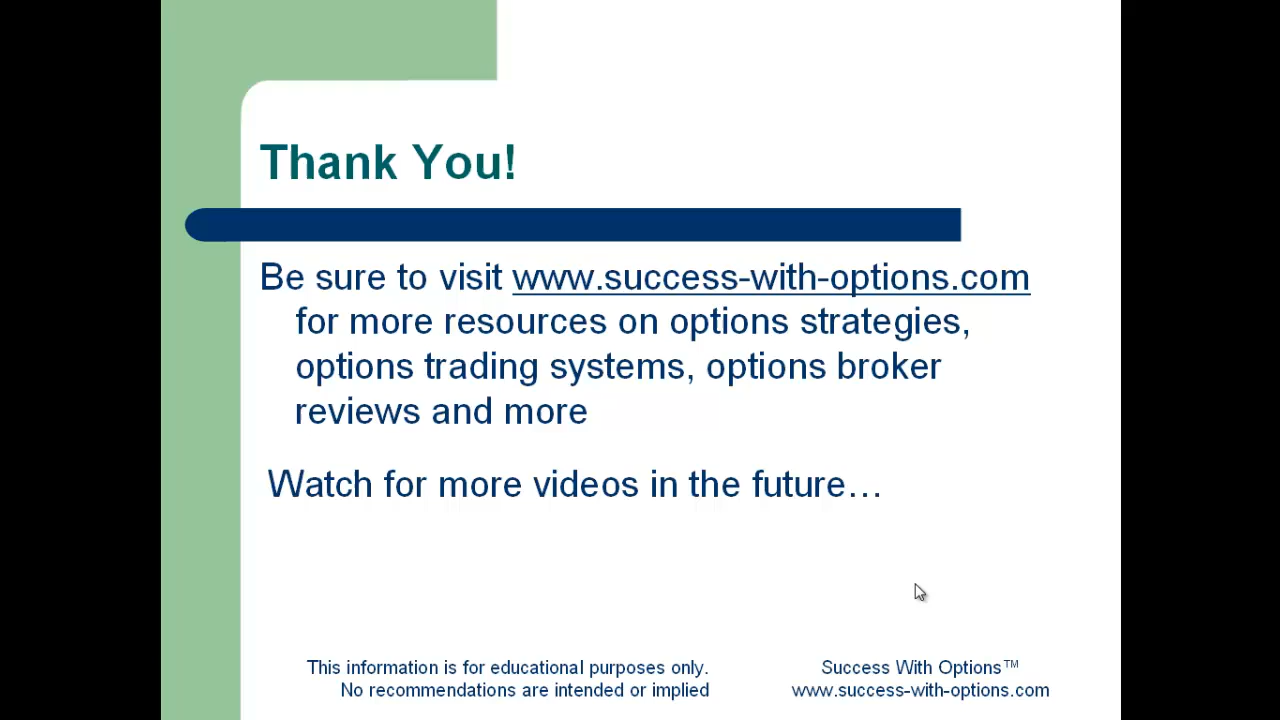 Thank You!
Be sure to visit www.success-with-options.com
for more resources on options strategies,
options trading systems, options broker
reviews and more
Watch for more videos in the future…
This information is for educational purposes only.
No recommendations are intended or implied
Success With Options™
www.success-with-options.com